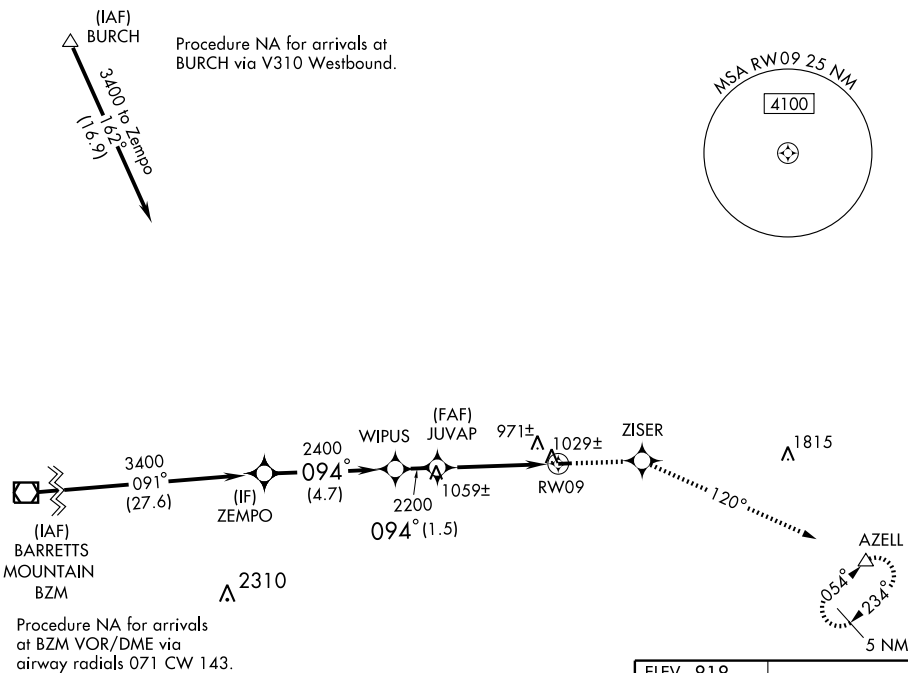 (IAF)
BURCH
Procedure NA for arrivals at
BURCH via V310 Westbound.
3400 to Zempo
162°
(16.9)
MSA RW09 25 NM
4100
(FAF)
JUVAP
WIPUS
971±
1029±
ZISER
1815
3400
091°
(27.6)
2400
094°
(4.7)
1059±
RW09
2200
094° (1.5)
(IF)
ZEMPO
120°
(IAF)
BARRETTS
MOUNTAIN
BZM
2310
AZELL
054°
234°
5 NM
Procedure NA for arrivals
at BZM VOR/DME via
airway radials 071 CW 143.
ELEV 819